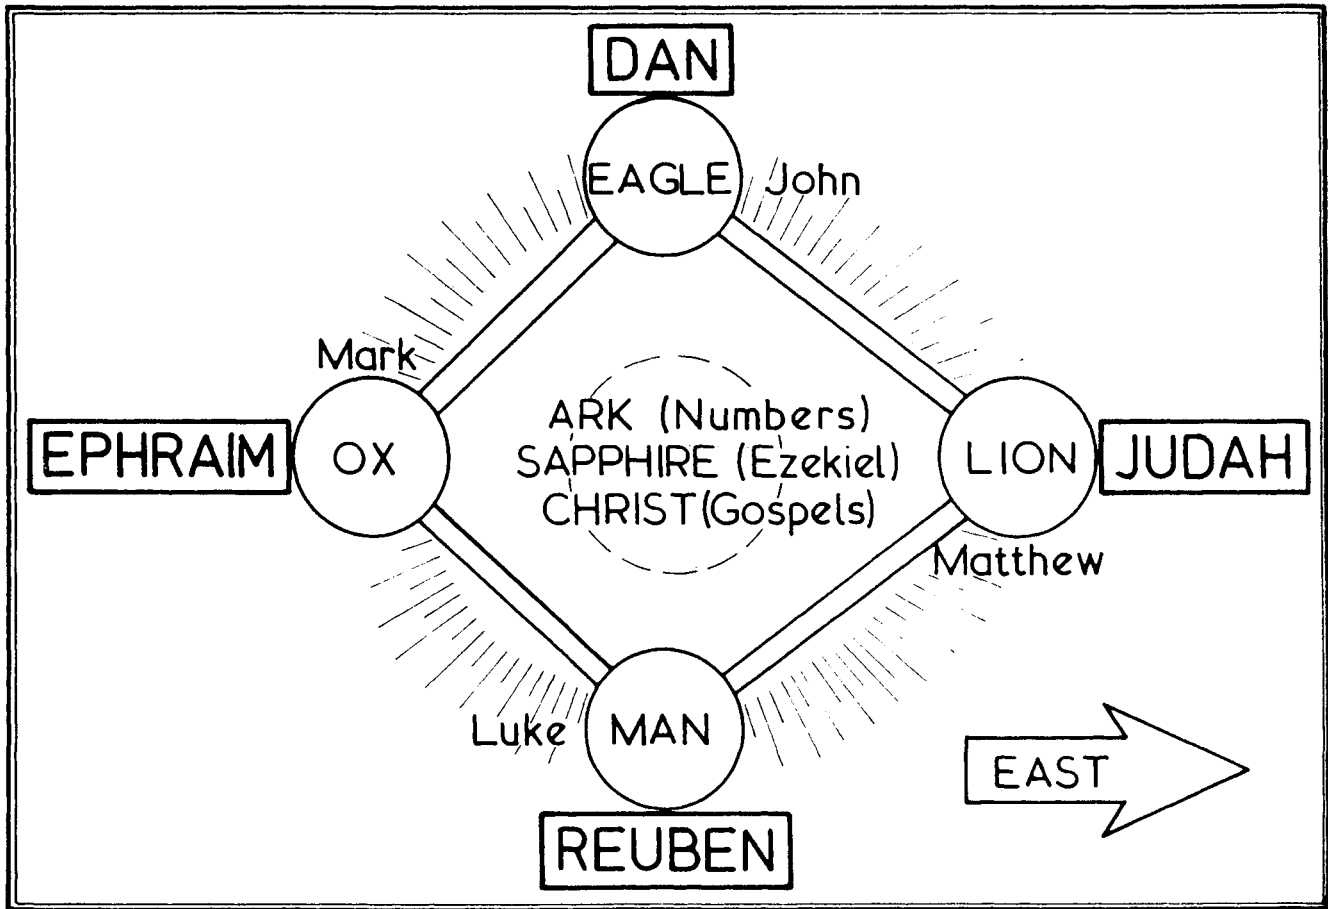 DAN
EAGLE
John
Mark
EPHRAIM
OX
ARK (Numbers)
SAPPHIRE (Ezekiel)
CHRIST (Gospels)
LION
JUDAH
Matthew
Luke
MAN
EAST
REUBEN